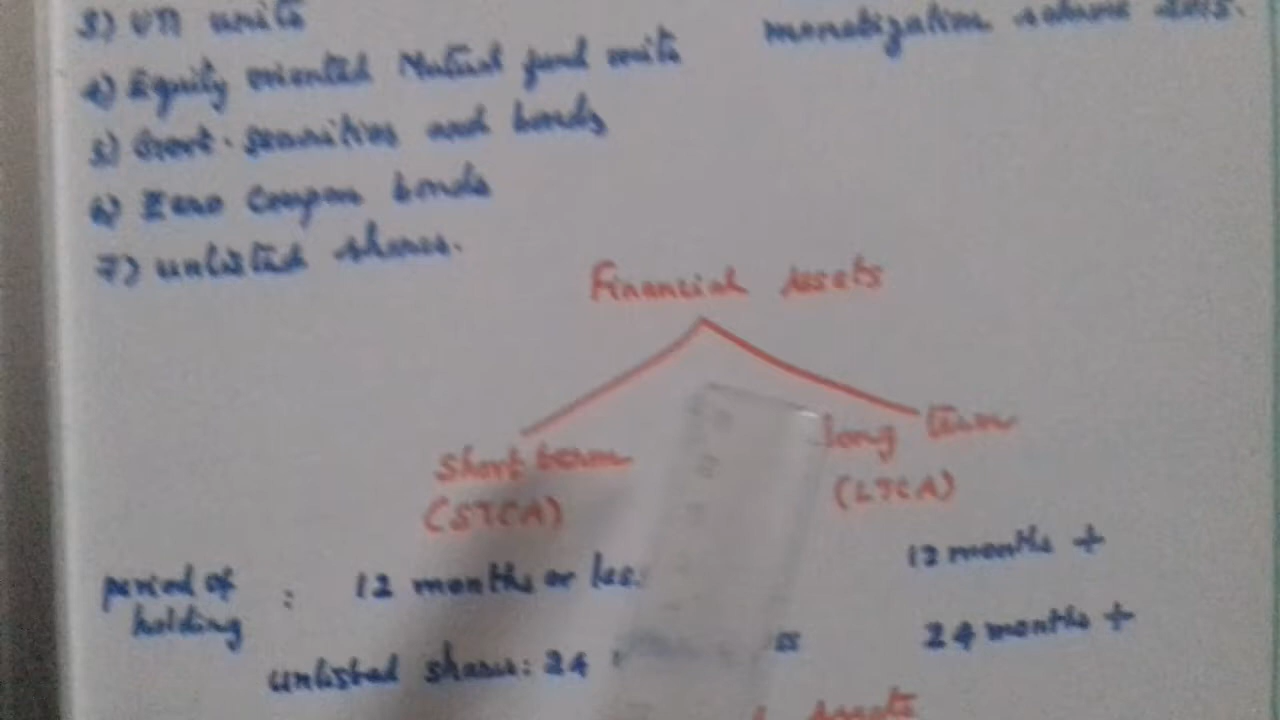 3) UTI units
monetization scheme 2015.
4) Equity oriented Mutual fund units
5) Govt. securities and bonds
6) Zero Coupon bonds
7) unlisted shares.
Financial Assets
Short term
long term
(STCA)
(LTCA)
period of holding : 12 months or less
12 months +
unlisted shares: 24
24 months +
Assets